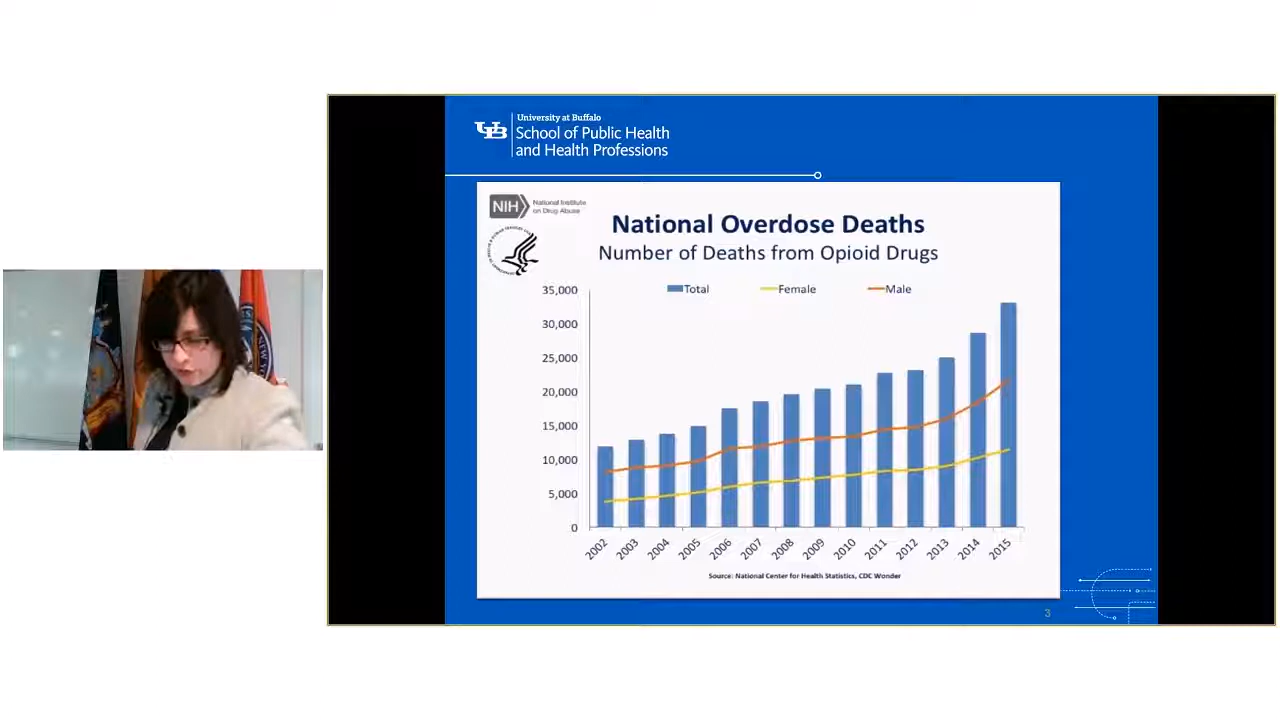 University at Buffalo
UB
School of Public Health
and Health Professions
NIH
National Institute
on Drug Abuse
National Overdose Deaths
Number of Deaths from Opioid Drugs
Total
Female
Male
35,000
30,000
25,000
20,000
15,000
10,000
5,000
0
2002
2003
2004
2005
2006
2007
2008
2009
2010
2011
2012
2013
2014
2015
Source: National Center for Health Statistics, CDC Wonder
3
NEW